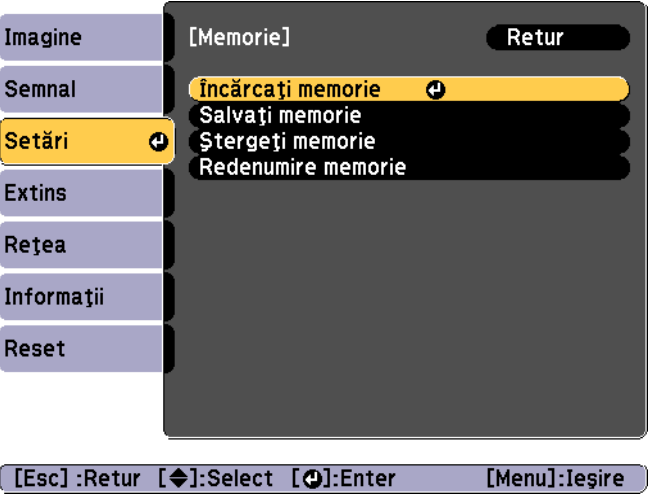 Imagine
Semnal
Setări
Extins
Reţea
Informaţii
Reset
[Memorie] Retur
Încărcaţi memorie
Salvaţi memorie
Ştergeţi memorie
Redenumire memorie
[Esc] :Retur [◆]:Select [↵]:Enter [Menu]:Ieşire